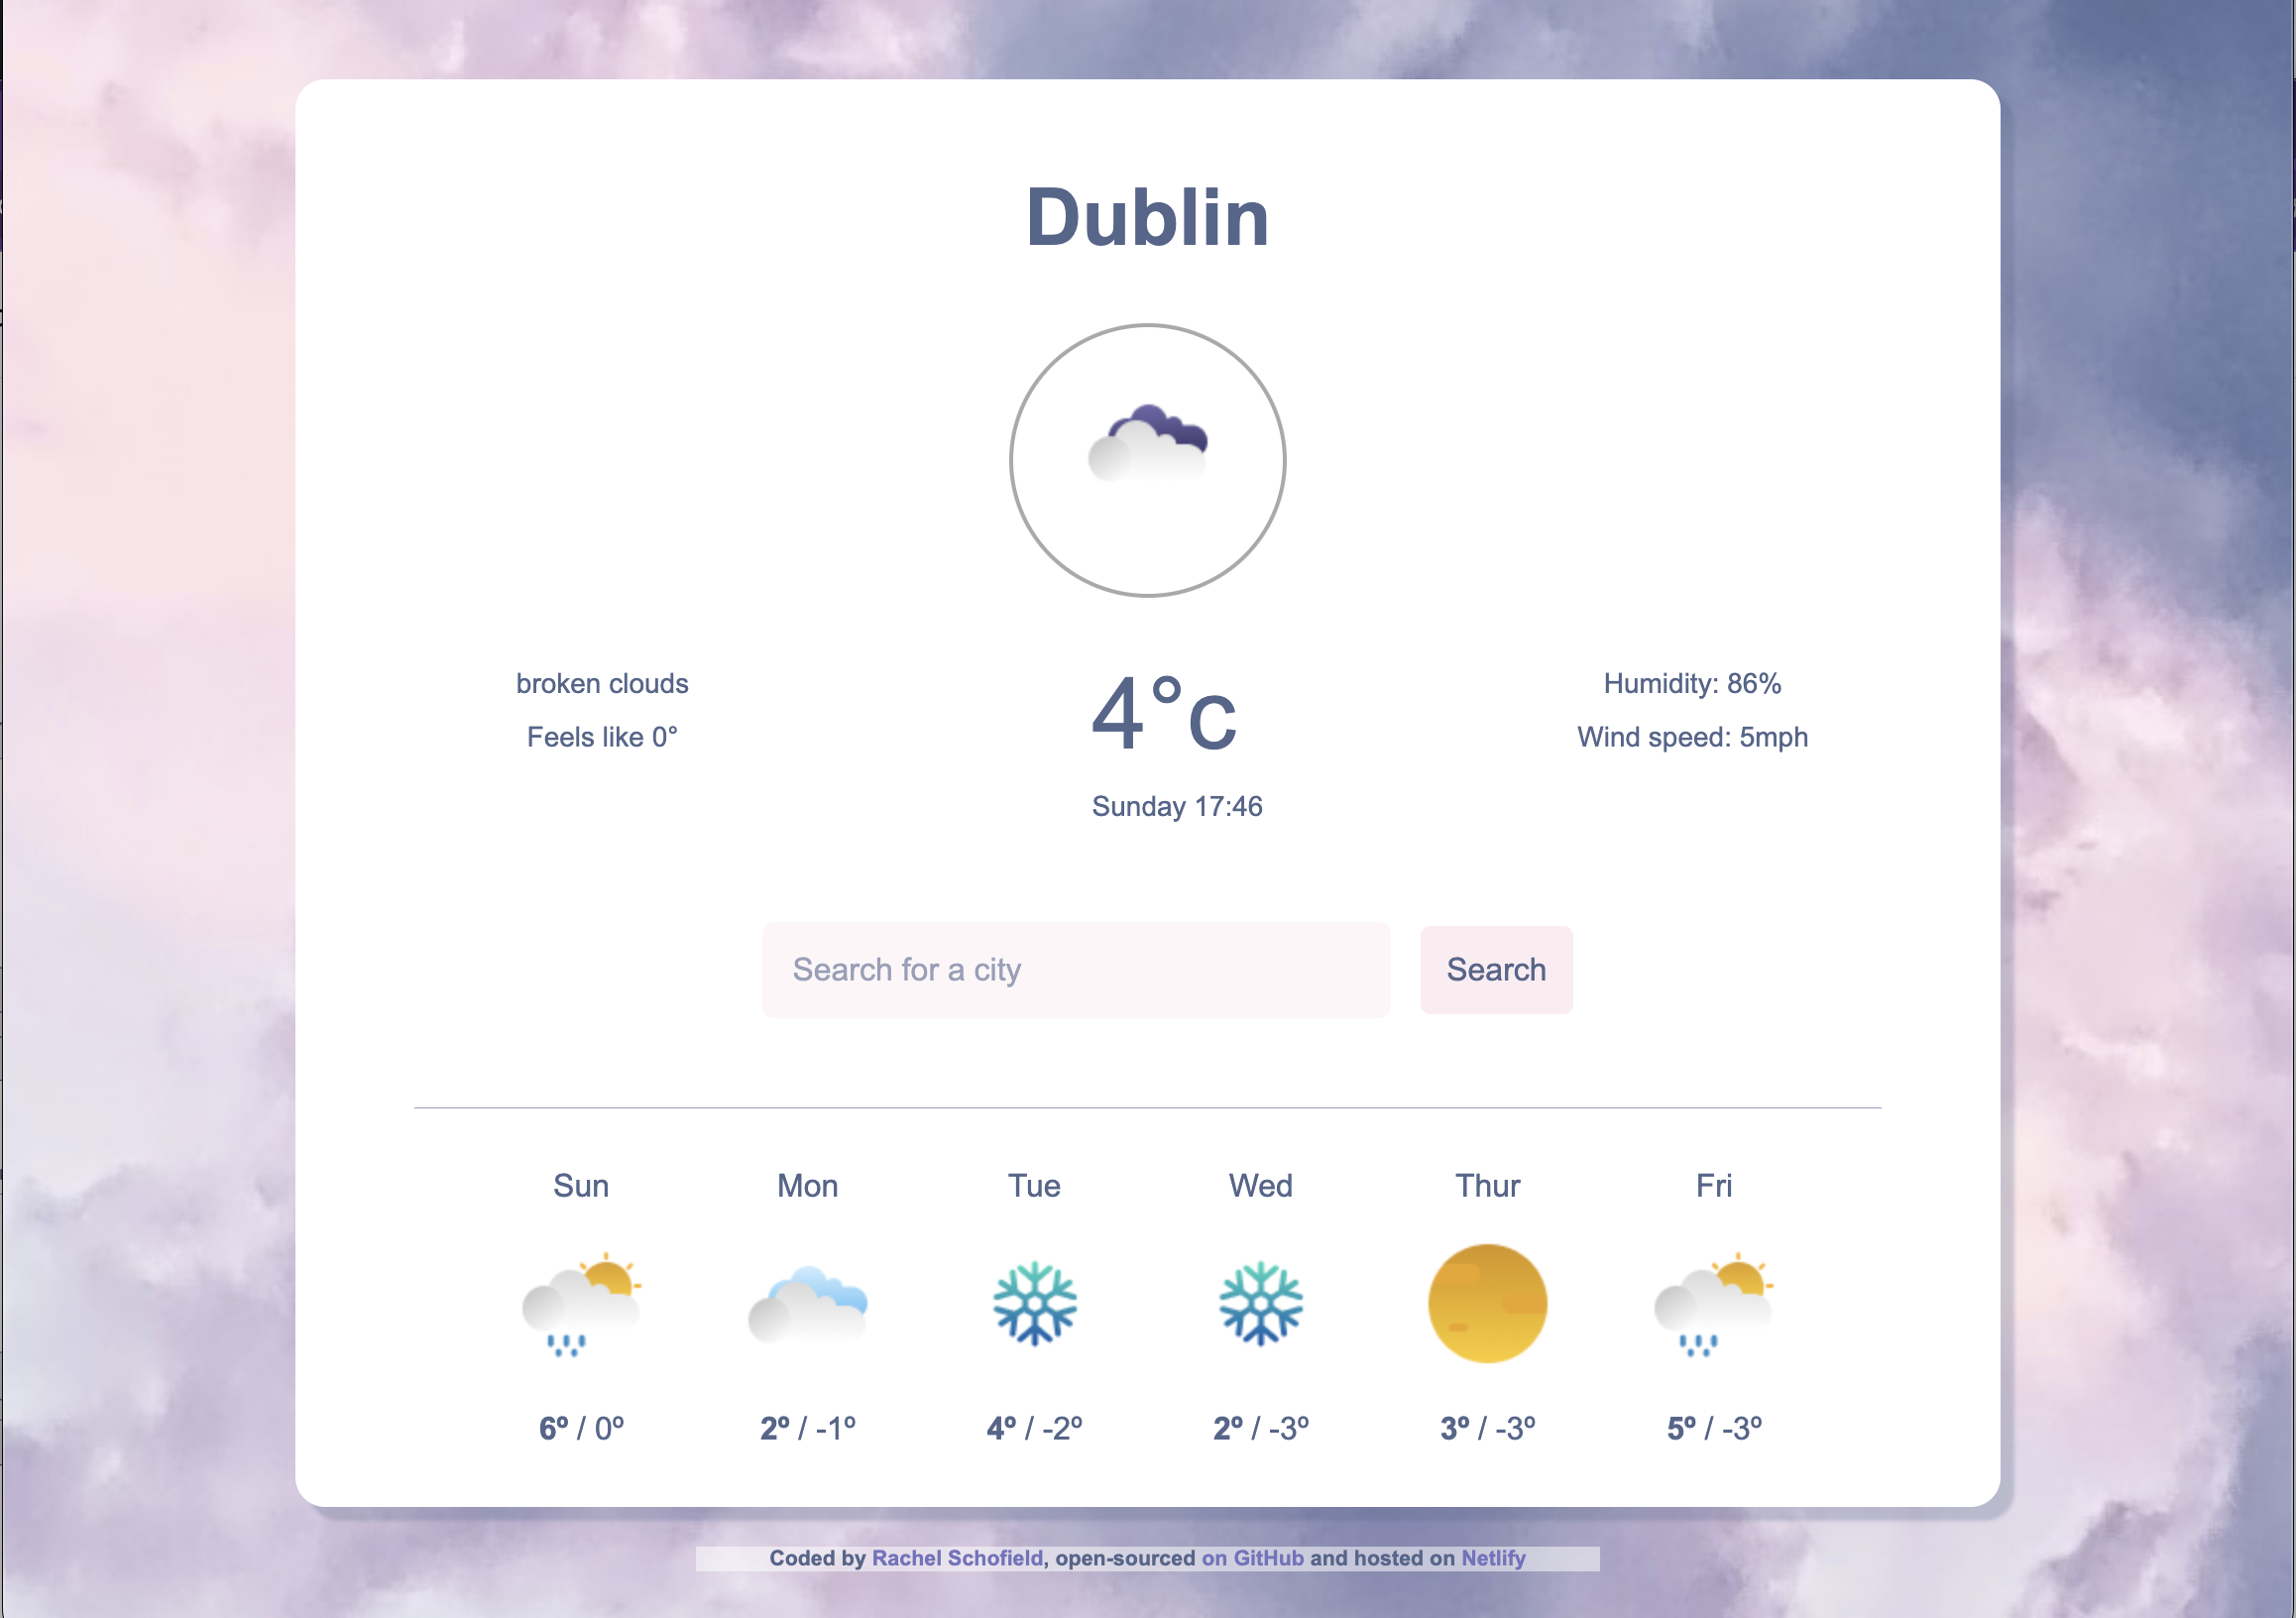 Dublin
broken clouds
Feels like 0°
4°c
Sunday 17:46
Humidity: 86%
Wind speed: 5mph
Search for a city
Search
Sun Mon Tue Wed Thur Fri
6º / 0º 2º / -1º 4º / -2º 2º / -3º 3º / -3º 5º / -3º
Coded by Rachel Schofield, open-sourced on GitHub and hosted on Netlify